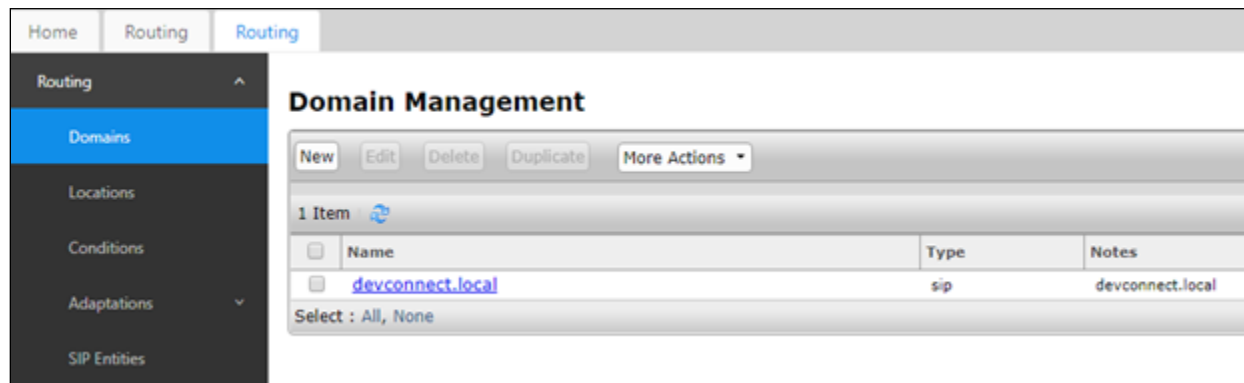 Home Routing Routing
Routing
Domains
Locations
Conditions
Adaptations
SIP Entities
Domain Management
New Edit Delete Duplicate More Actions
1 Item
Name Type Notes
devconnect.local sip devconnect.local
Select : All, None